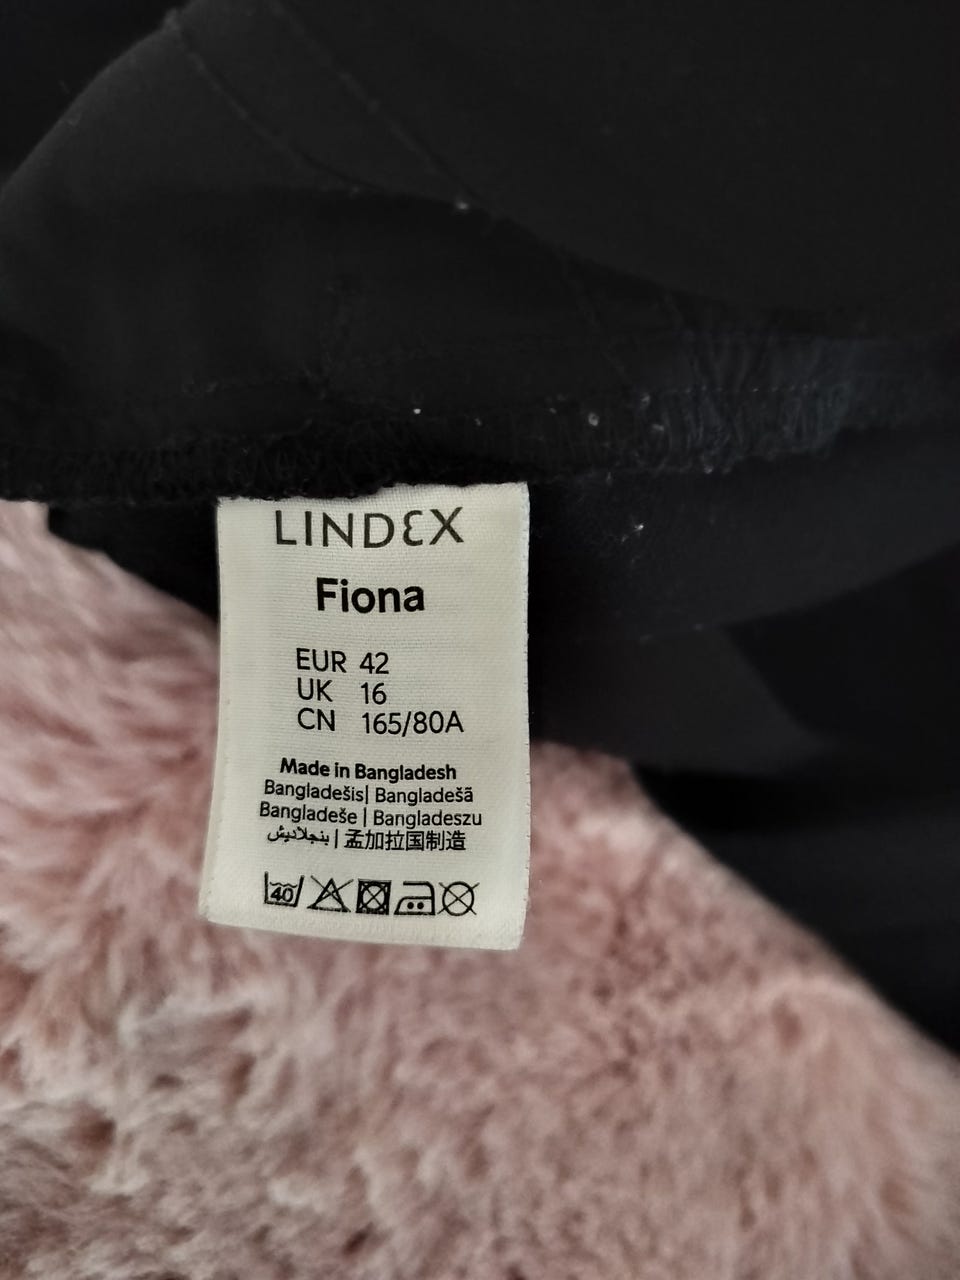 LINDEX
Fiona
EUR 42
UK 16
CN 165/80A
Made in Bangladesh
Bangladešis| Bangladešā
Bangladeše | Bangladeszu
بنجلاديش | 孟加拉国制造
40